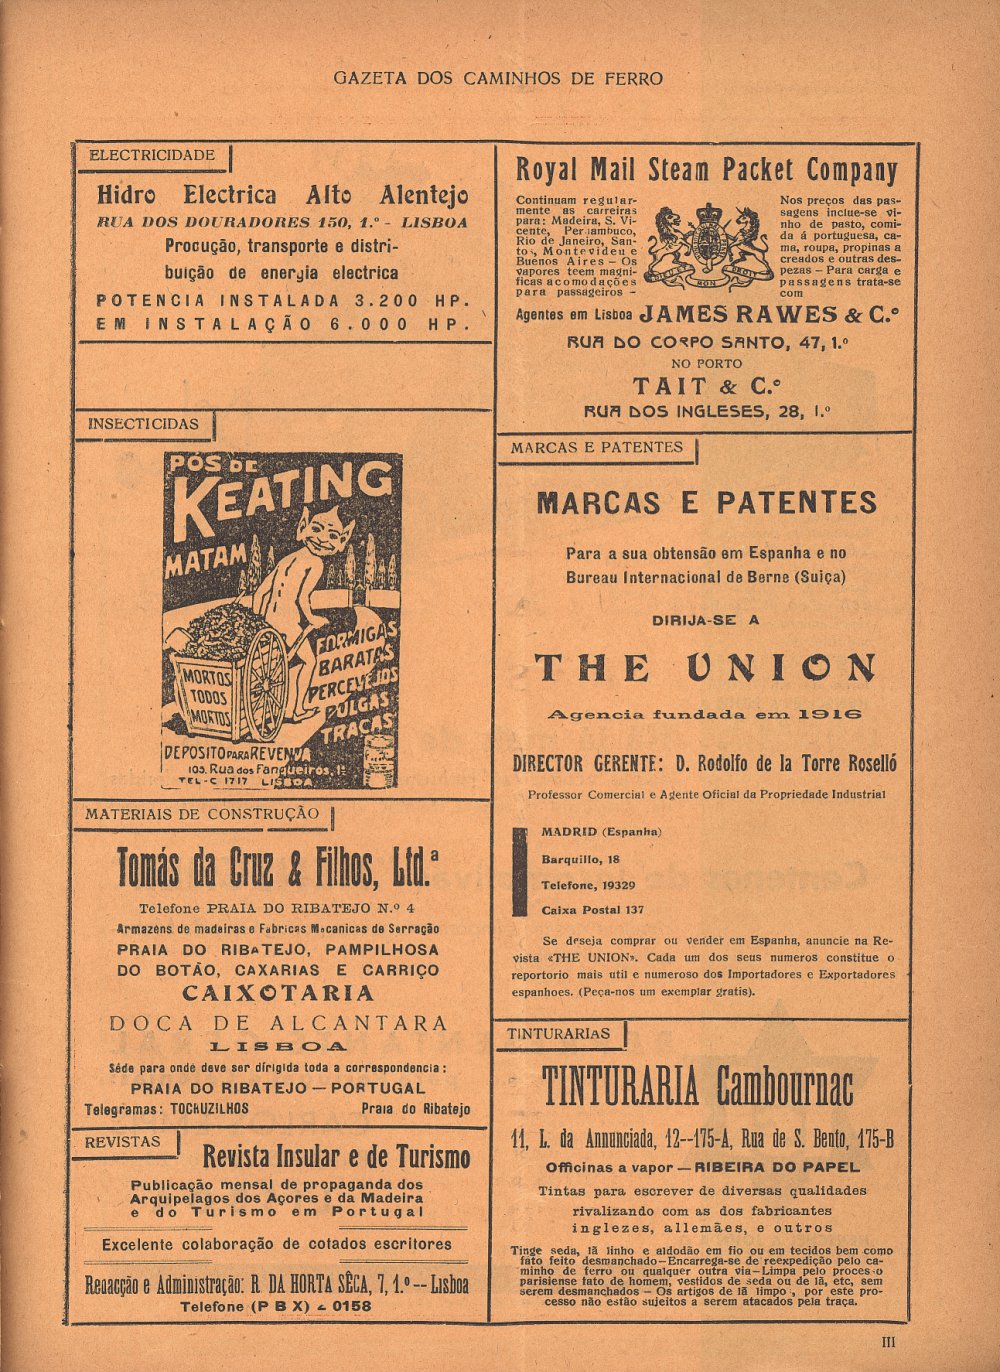 GAZETA DOS CAMINHOS DE FERRO
ELECTRICIDADE
Hidro Electrica Alto Alentejo
RUA DOS DOURADORES 150, 1.º - LISBOA
Procução, transporte e distri-
buição de energia electrica
POTENCIA INSTALADA 3.200 HP.
EM INSTALAÇÃO 6.000 HP.
INSECTICIDAS
PÓS DE
KEATING
MATAM
FORMIGAS
BARATAS
PERCEVEJOS
PULGAS
TRAÇAS
MORTOS
TODOS
MORTOS
DEPOSITO PARA REVENDA
103, Rua dos Fanqueiros, 1º
TEL-C 1717 LISBOA
MATERIAIS DE CONSTRUÇÃO
Tomás da Cruz & Filhos, Ltd.ª
Telefone PRAIA DO RIBATEJO N.º 4
Armazens de madeiras e Fabricas Mecanicas de Serração
PRAIA DO RIBATEJO, PAMPILHOSA
DO BOTÃO, CAXARIAS E CARRIÇO
CAIXOTARIA
DOCA DE ALCANTARA
LISBOA
Séde para onde deve ser dirigida toda a correspondencia:
PRAIA DO RIBATEJO — PORTUGAL
Telegramas: TOCRUZILHOS Praia do Ribatejo
REVISTAS
Revista Insular e de Turismo
Publicação mensal de propaganda dos
Arquipelagos dos Açores e da Madeira
e do Turismo em Portugal
Excelente colaboração de cotados escritores
Redacção e Administração: R. DA HORTA SÊCA, 7, 1.º -- Lisboa
Telefone (P B X) 2 0158
Royal Mail Steam Packet Company
Continuam regular-
mente as carreiras
para: Madeira, S. Vi-
cente, Pernambuco,
Rio de Janeiro, San-
tos, Montevideu e
Buenos Aires – Os
vapores teem magni-
ficas acomodações
para passageiros –
DIEU ET MON DROIT
Nos preços das pas-
sagens inclue-se vi-
nho de pasto, comi-
da á portuguesa, ca-
ma, roupa, propinas a
creados e outras des-
pezas – Para carga e
passagens trata-se
com
Agentes em Lisboa JAMES RAWES & C.º
RUA DO CORPO SANTO, 47, 1.º
NO PORTO
TAIT & C.º
RUA DOS INGLESES, 28, 1.º
MARCAS E PATENTES
MARCAS E PATENTES
Para a sua obtensão em Espanha e no
Bureau Internacional de Berne (Suiça)
DIRIJA-SE A
THE UNION
Agencia fundada em 1916
DIRECTOR GERENTE: D. Rodolfo de la Torre Roselló
Professor Comercial e Agente Oficial da Propriedade Industrial
MADRID (Espanha)
Barquillo, 18
Telefone, 19329
Caixa Postal 137
Se deseja comprar ou vender em Espanha, anuncie na Re-
vista «THE UNION». Cada um dos seus numeros constitue o
reportorio mais util e numeroso dos Importadores e Exportadores
espanhoes. (Peça-nos um exemplar gratis).
TINTURARIAS
TINTURARIA Cambournac
11, L. da Annunciada, 12--175-A, Rua de S. Bento, 175-B
Officinas a vapor — RIBEIRA DO PAPEL
Tintas para escrever de diversas qualidades
rivalizando com as dos fabricantes
inglezes, allemães, e outros
Tinge seda, lã linho e aldodão em fio ou em tecidos bem como
fato feito desmanchado—Encarrega-se de reexpedição pelo ca-
minho de ferro ou qualquer outra via—Limpa pelo processo
parisiense fato de homem, vestidos de seda ou de lã, etc, sem
serem desmanchados — Os artigos de lã limpo, por este pro-
cesso não estão sujeitos a serem atacados pela traça.
III